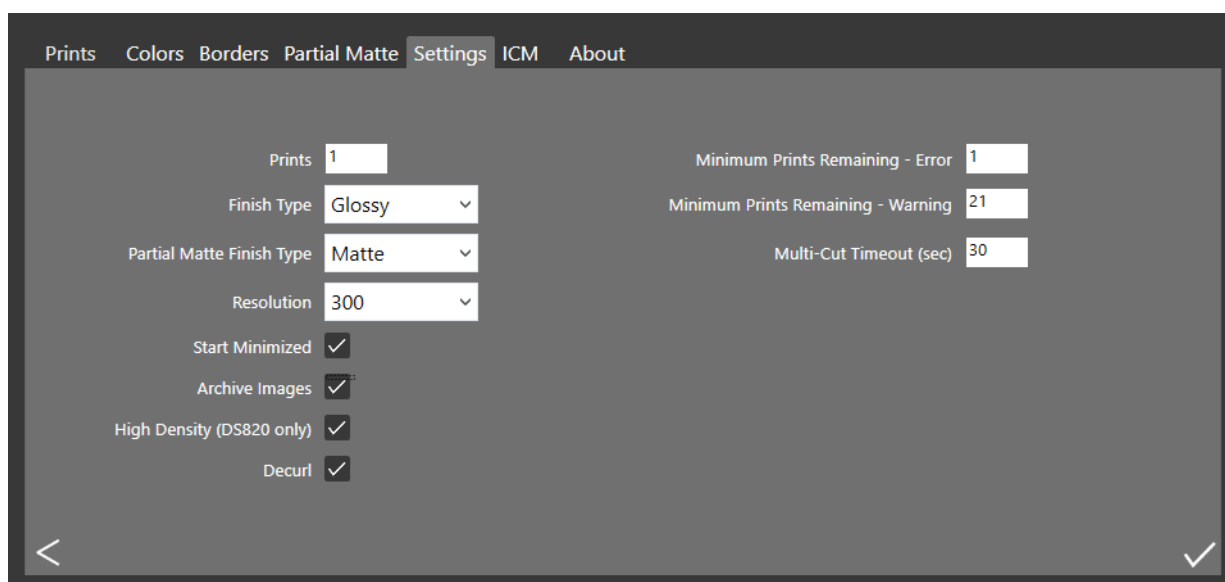 Prints Colors Borders Partial Matte Settings ICM About
Prints 1
Minimum Prints Remaining - Error 1
Finish Type Glossy
Minimum Prints Remaining - Warning 21
Partial Matte Finish Type Matte
Multi-Cut Timeout (sec) 30
Resolution 300
Start Minimized
Archive Images
High Density (DS820 only)
Decurl